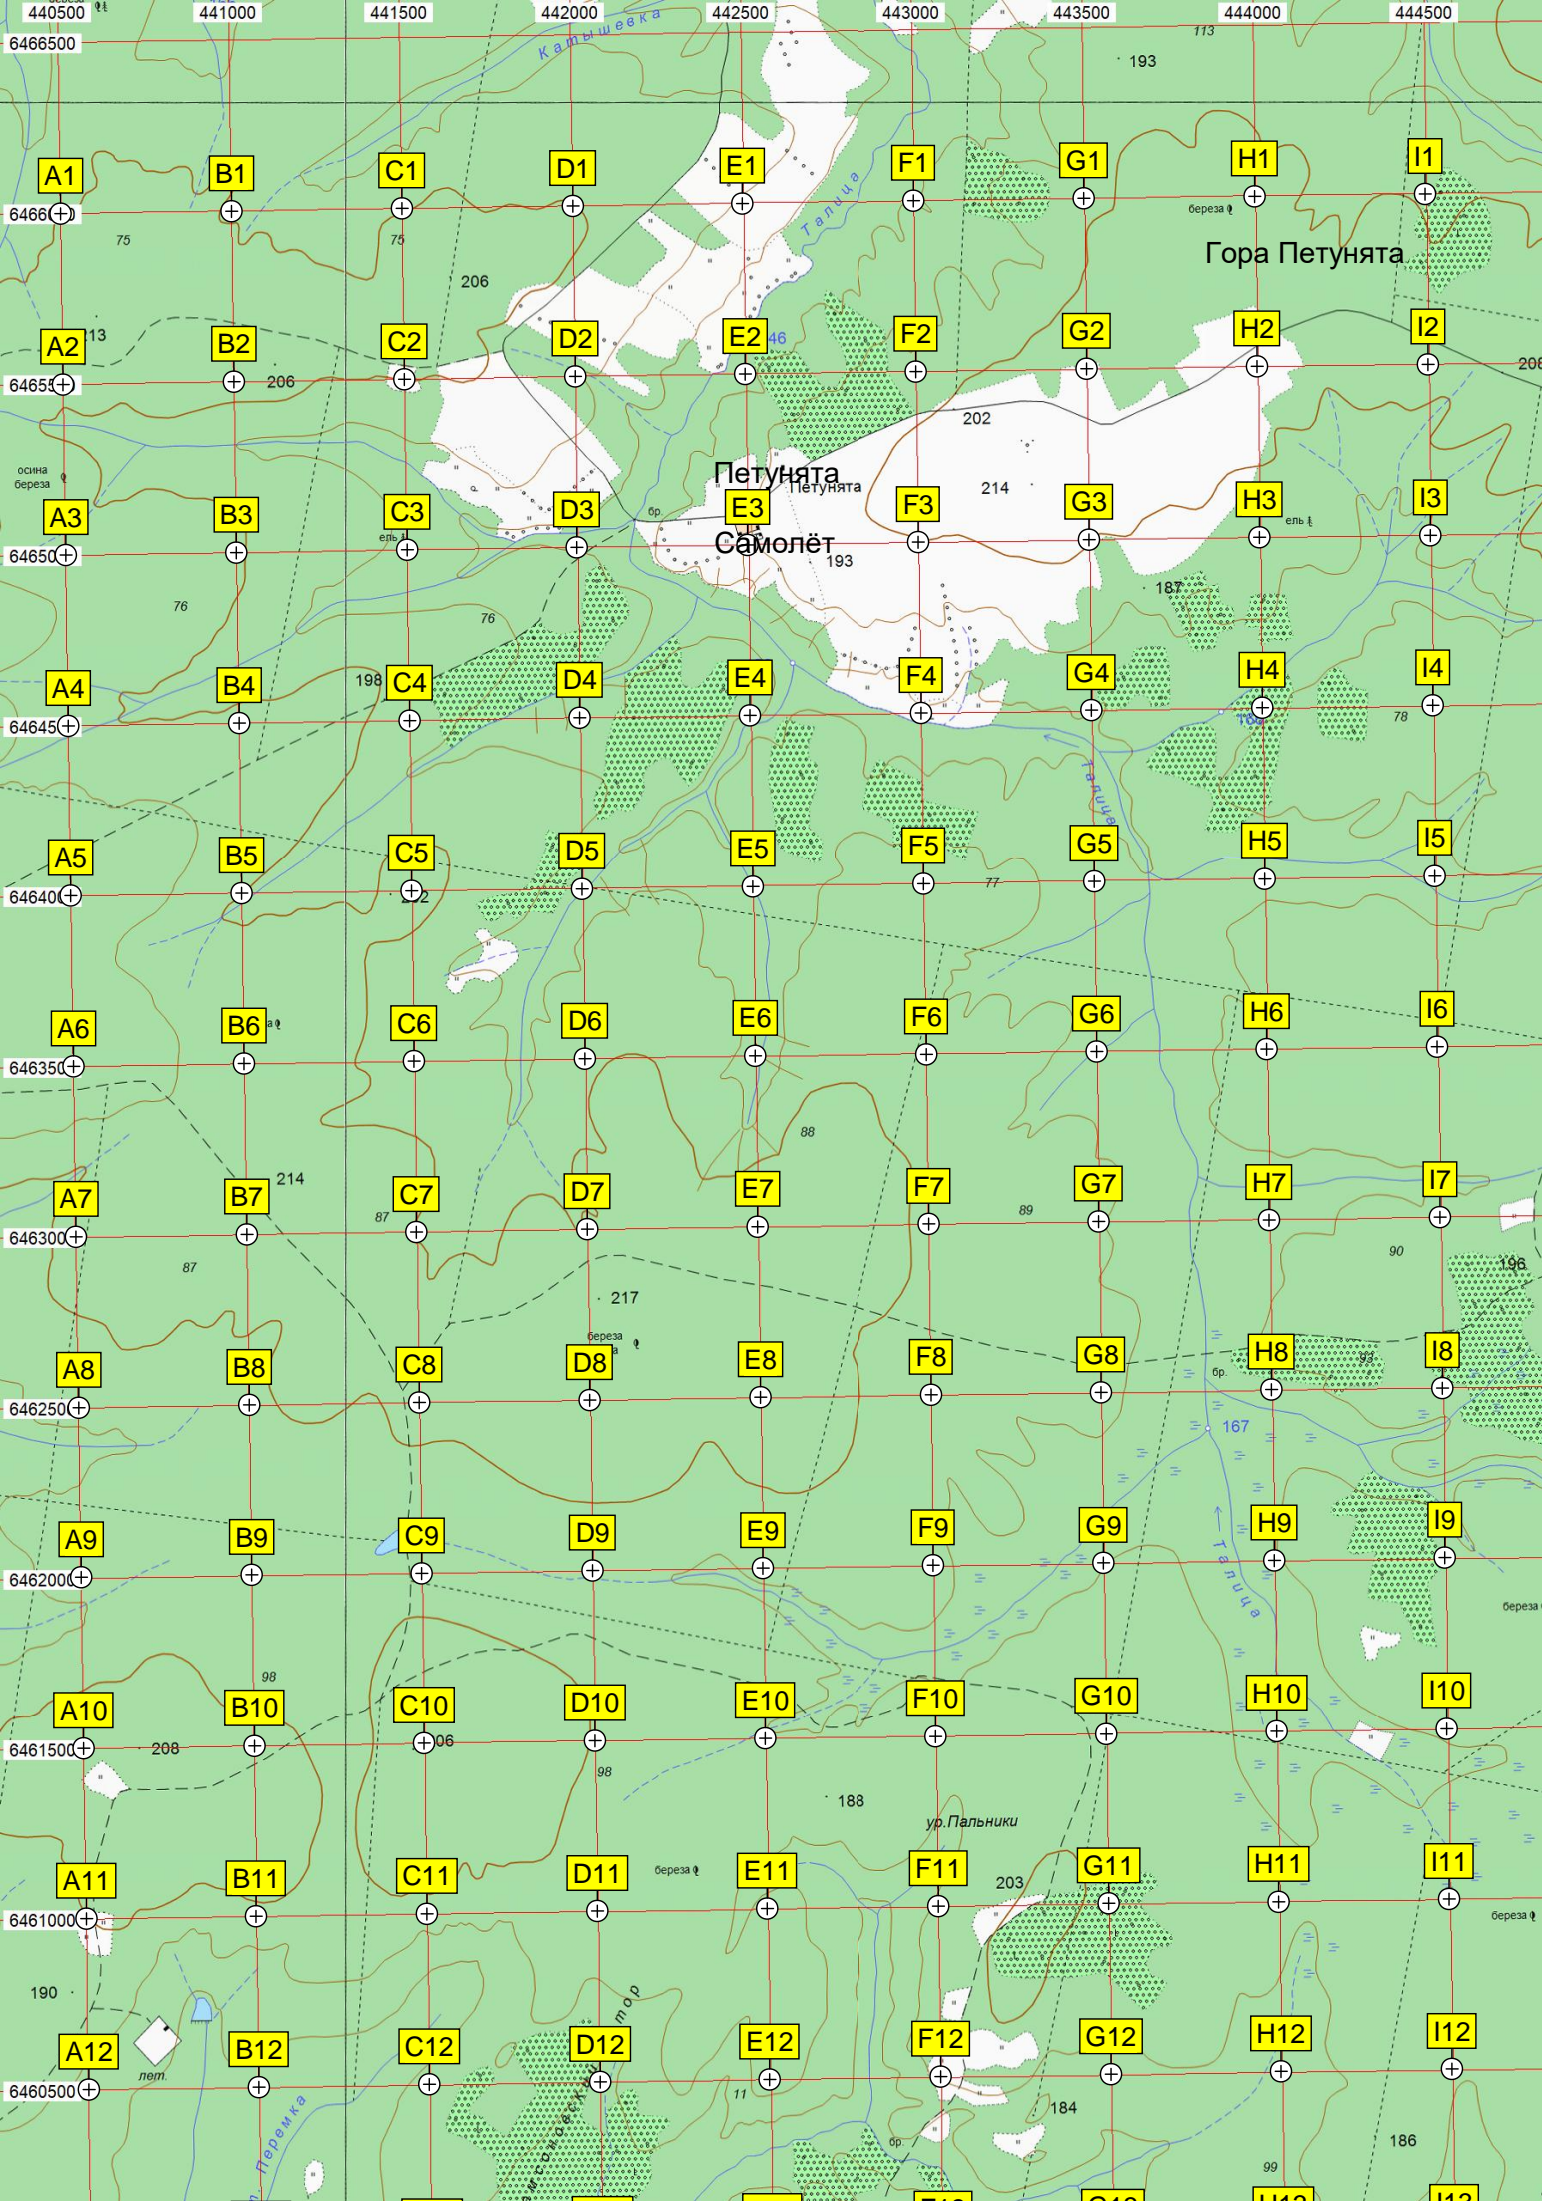 440500 441000 441500 442000 442500 443000 443500 444000 444500
6466500
Катышевка
113
193
A1 B1 C1 D1 E1 F1 G1 H1 I1
Талица
береза
75 75
206
Гора Петунята
213
A2 B2 C2 D2 E2 F2 G2 H2 I2
206
208
202
осина
береза
Петунята
Петунята
214
бр.
A3 B3 C3 D3 E3 F3 G3 H3 I3
ель
ель
Самолёт
193
187
76
76
198
A4 B4 C4 D4 E4 F4 G4 H4 I4
78
Талица
A5 B5 C5 D5 E5 F5 G5 H5 I5
77
A6 B6 C6 D6 E6 F6 G6 H6 I6
88
214
A7 B7 C7 D7 E7 F7 G7 H7 I7
87
89
90
87
196
217
береза
A8 B8 C8 D8 E8 F8 G8 H8 I8
93
бр.
167
A9 B9 C9 D9 E9 F9 G9 H9 I9
6462000
Талица
береза
98
A10 B10 C10 D10 E10 F10 G10 H10 I10
6461500
208
98
188
ур.Пальники
A11 B11 C11 D11 E11 F11 G11 H11 I11
береза
203
6461000
береза
190
A12 B12 C12 D12 E12 F12 G12 H12 I12
лет.
6460500
11
184
Перемка
бр.
186
99